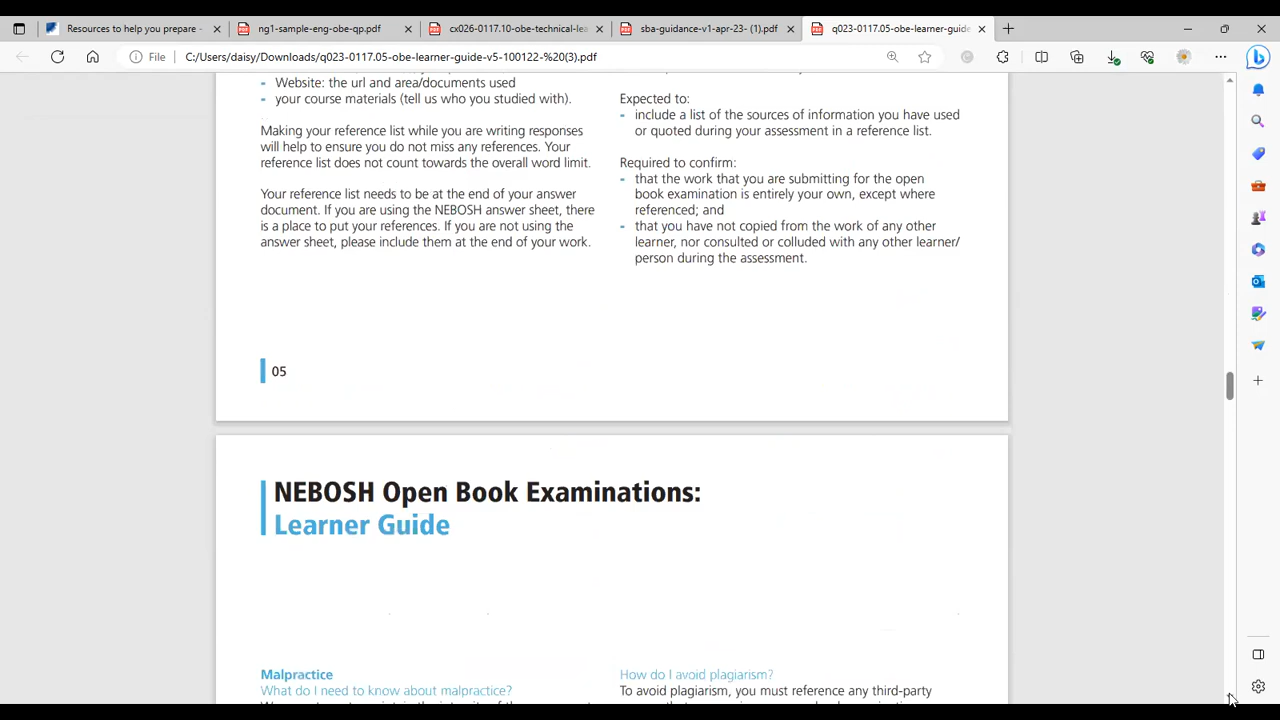 Resources to help you prepare -
ng1-sample-eng-obe-qp.pdf
cx026-0117.10-obe-technical-lea
sba-guidance-v1-apr-23- (1).pdf
q023-0117.05-obe-learner-guide-
File
C:/Users/daisy/Downloads/q023-0117.05-obe-learner-guide-v5-100122-%20(3).pdf
- Website: the url and area/documents used
- your course materials (tell us who you studied with).
Making your reference list while you are writing responses
will help to ensure you do not miss any references. Your
reference list does not count towards the overall word limit.
Your reference list needs to be at the end of your answer
document. If you are using the NEBOSH answer sheet, there
is a place to put your references. If you are not using the
answer sheet, please include them at the end of your work.
Expected to:
- include a list of the sources of information you have used
or quoted during your assessment in a reference list.
Required to confirm:
- that the work that you are submitting for the open
book examination is entirely your own, except where
referenced; and
- that you have not copied from the work of any other
learner, nor consulted or colluded with any other learner/
person during the assessment.
05
NEBOSH Open Book Examinations:
Learner Guide
Malpractice
What do I need to know about malpractice?
How do I avoid plagiarism?
To avoid plagiarism, you must reference any third-party